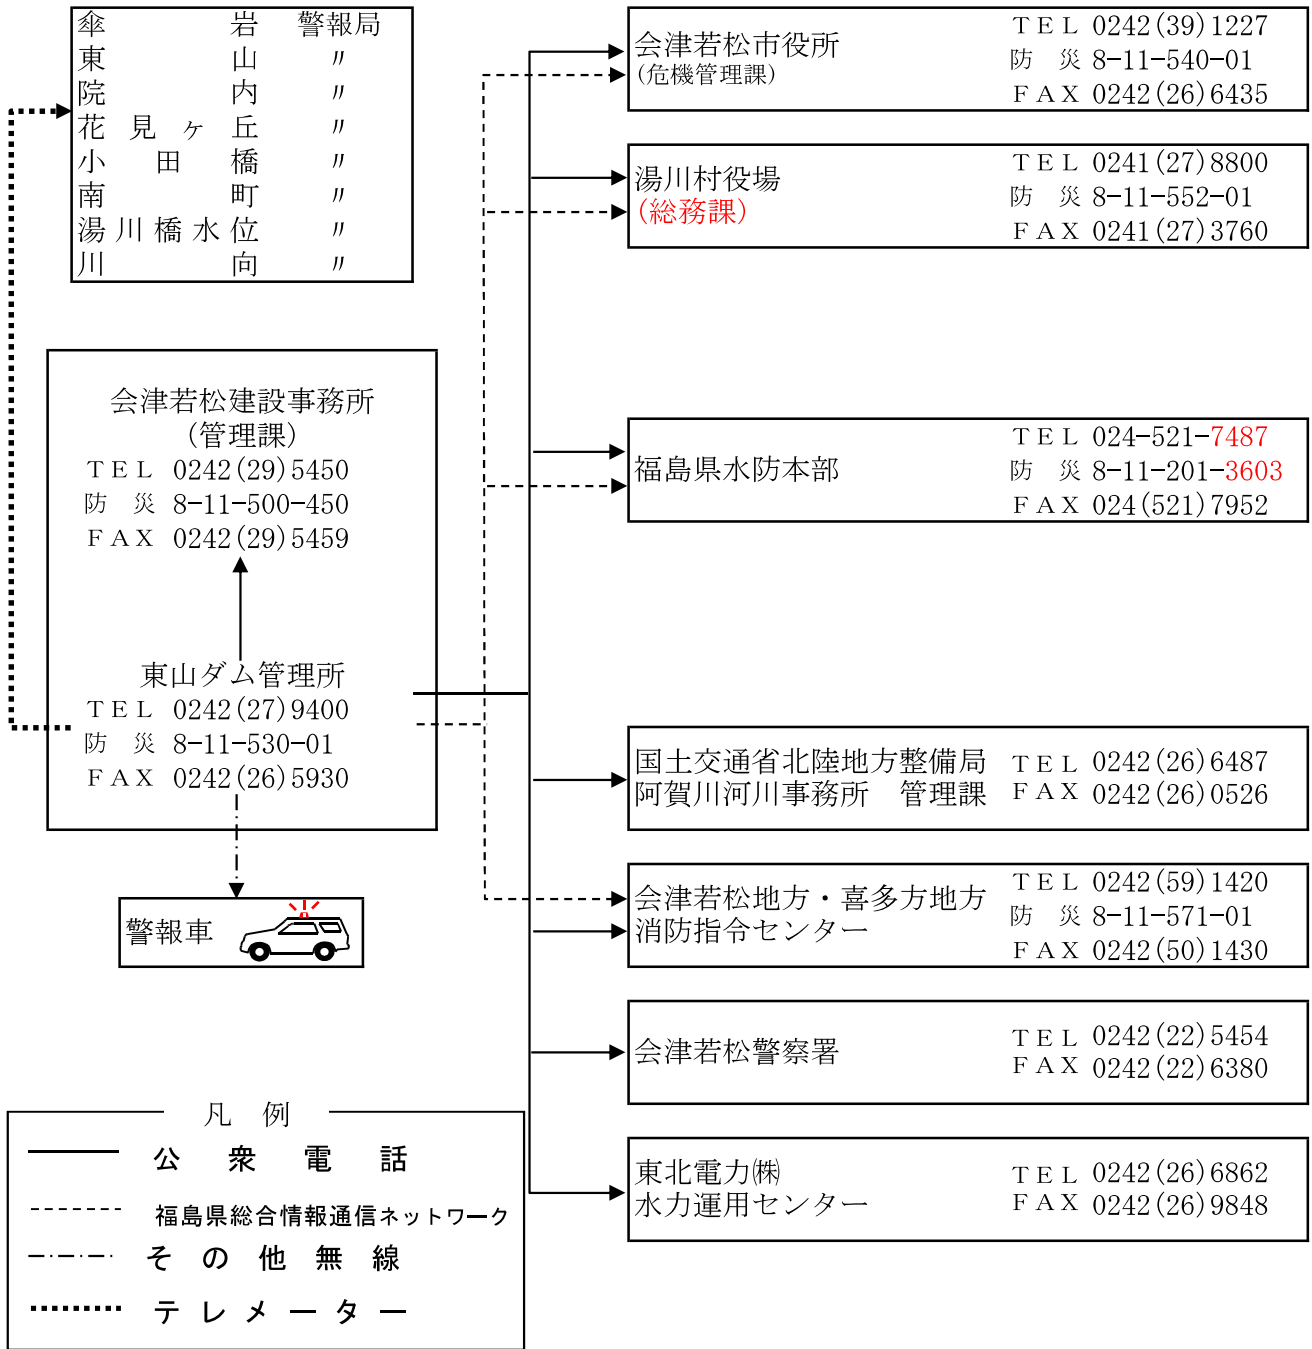 傘岩 警報局
東山 〃
院内 〃
花見ヶ丘 〃
小田橋 〃
南町 〃
湯川橋水位 〃
川向 〃
会津若松建設事務所
(管理課)
ＴＥＬ 0242(29)5450
防 災 8-11-500-450
ＦＡＸ 0242(29)5459
東山ダム管理所
ＴＥＬ 0242(27)9400
防 災 8-11-530-01
ＦＡＸ 0242(26)5930
警報車
会津若松市役所
(危機管理課)
ＴＥＬ 0242(39)1227
防 災 8-11-540-01
ＦＡＸ 0242(26)6435
湯川村役場
(総務課)
ＴＥＬ 0241(27)8800
防 災 8-11-552-01
ＦＡＸ 0241(27)3760
福島県水防本部
ＴＥＬ 024-521-7487
防 災 8-11-201-3603
ＦＡＸ 024(521)7952
国土交通省北陸地方整備局
阿賀川河川事務所 管理課
ＴＥＬ 0242(26)6487
ＦＡＸ 0242(26)0526
会津若松地方・喜多方地方
消防指令センター
ＴＥＬ 0242(59)1420
防 災 8-11-571-01
ＦＡＸ 0242(50)1430
会津若松警察署
ＴＥＬ 0242(22)5454
ＦＡＸ 0242(22)6380
東北電力㈱
水力運用センター
ＴＥＬ 0242(26)6862
ＦＡＸ 0242(26)9848
凡 例
公衆電話
福島県総合情報通信ネットワーク
その他無線
テレメーター